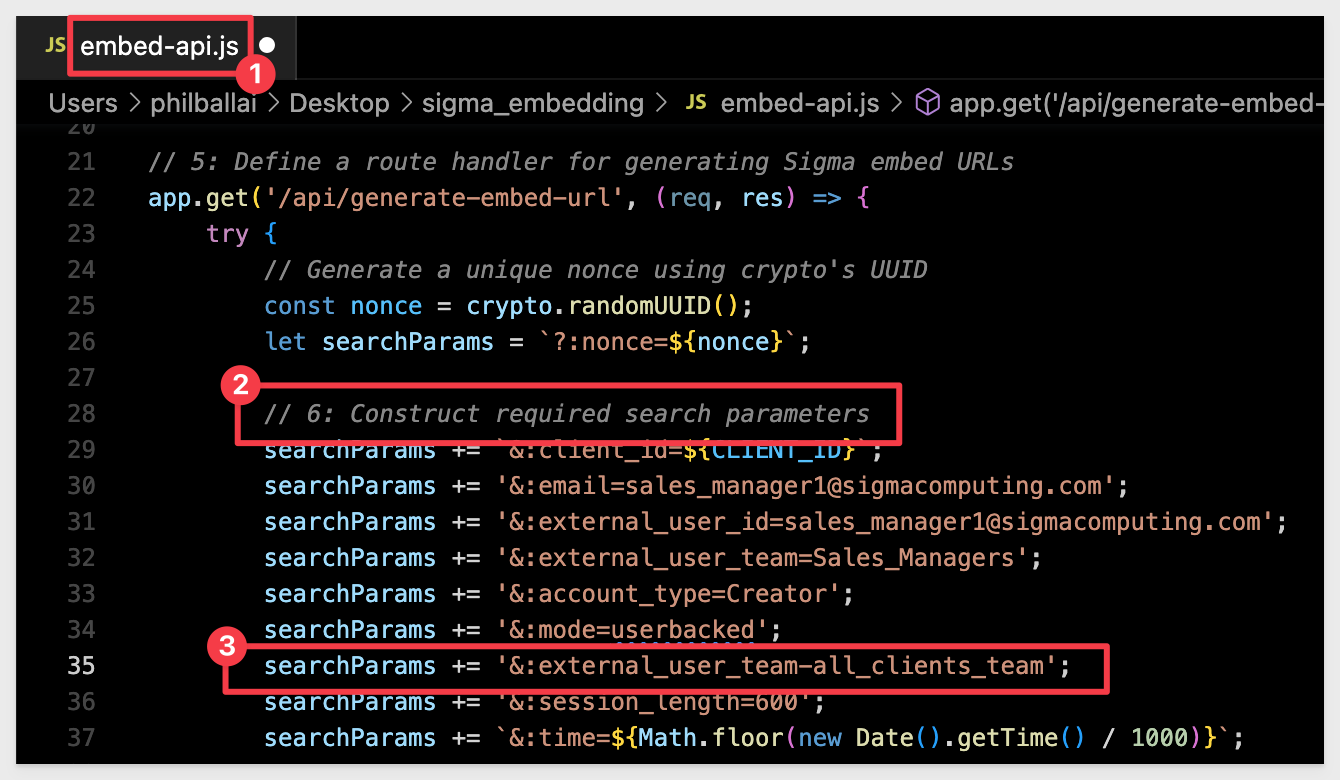 JS embed-api.js
1
Users > philballai > Desktop > sigma_embedding > JS embed-api.js > app.get('/api/generate-embed-
20
21 // 5: Define a route handler for generating Sigma embed URLs
22 app.get('/api/generate-embed-url', (req, res) => {
23 try {
24 // Generate a unique nonce using crypto's UUID
25 const nonce = crypto.randomUUID();
26 let searchParams = `?:nonce=${nonce}`;
27
2
28 // 6: Construct required search parameters
29 searchParams += `&:client_id=${CLIENT_ID}`;
30 searchParams += '&:email=sales_manager1@sigmacomputing.com';
31 searchParams += '&:external_user_id=sales_manager1@sigmacomputing.com';
32 searchParams += '&:external_user_team=Sales_Managers';
33 searchParams += '&:account_type=Creator';
34 searchParams += '&:mode=userbacked';
3
35 searchParams += '&:external_user_team-all_clients_team';
36 searchParams += '&:session_length=600';
37 searchParams += `&:time=${Math.floor(new Date().getTime() / 1000)}`;